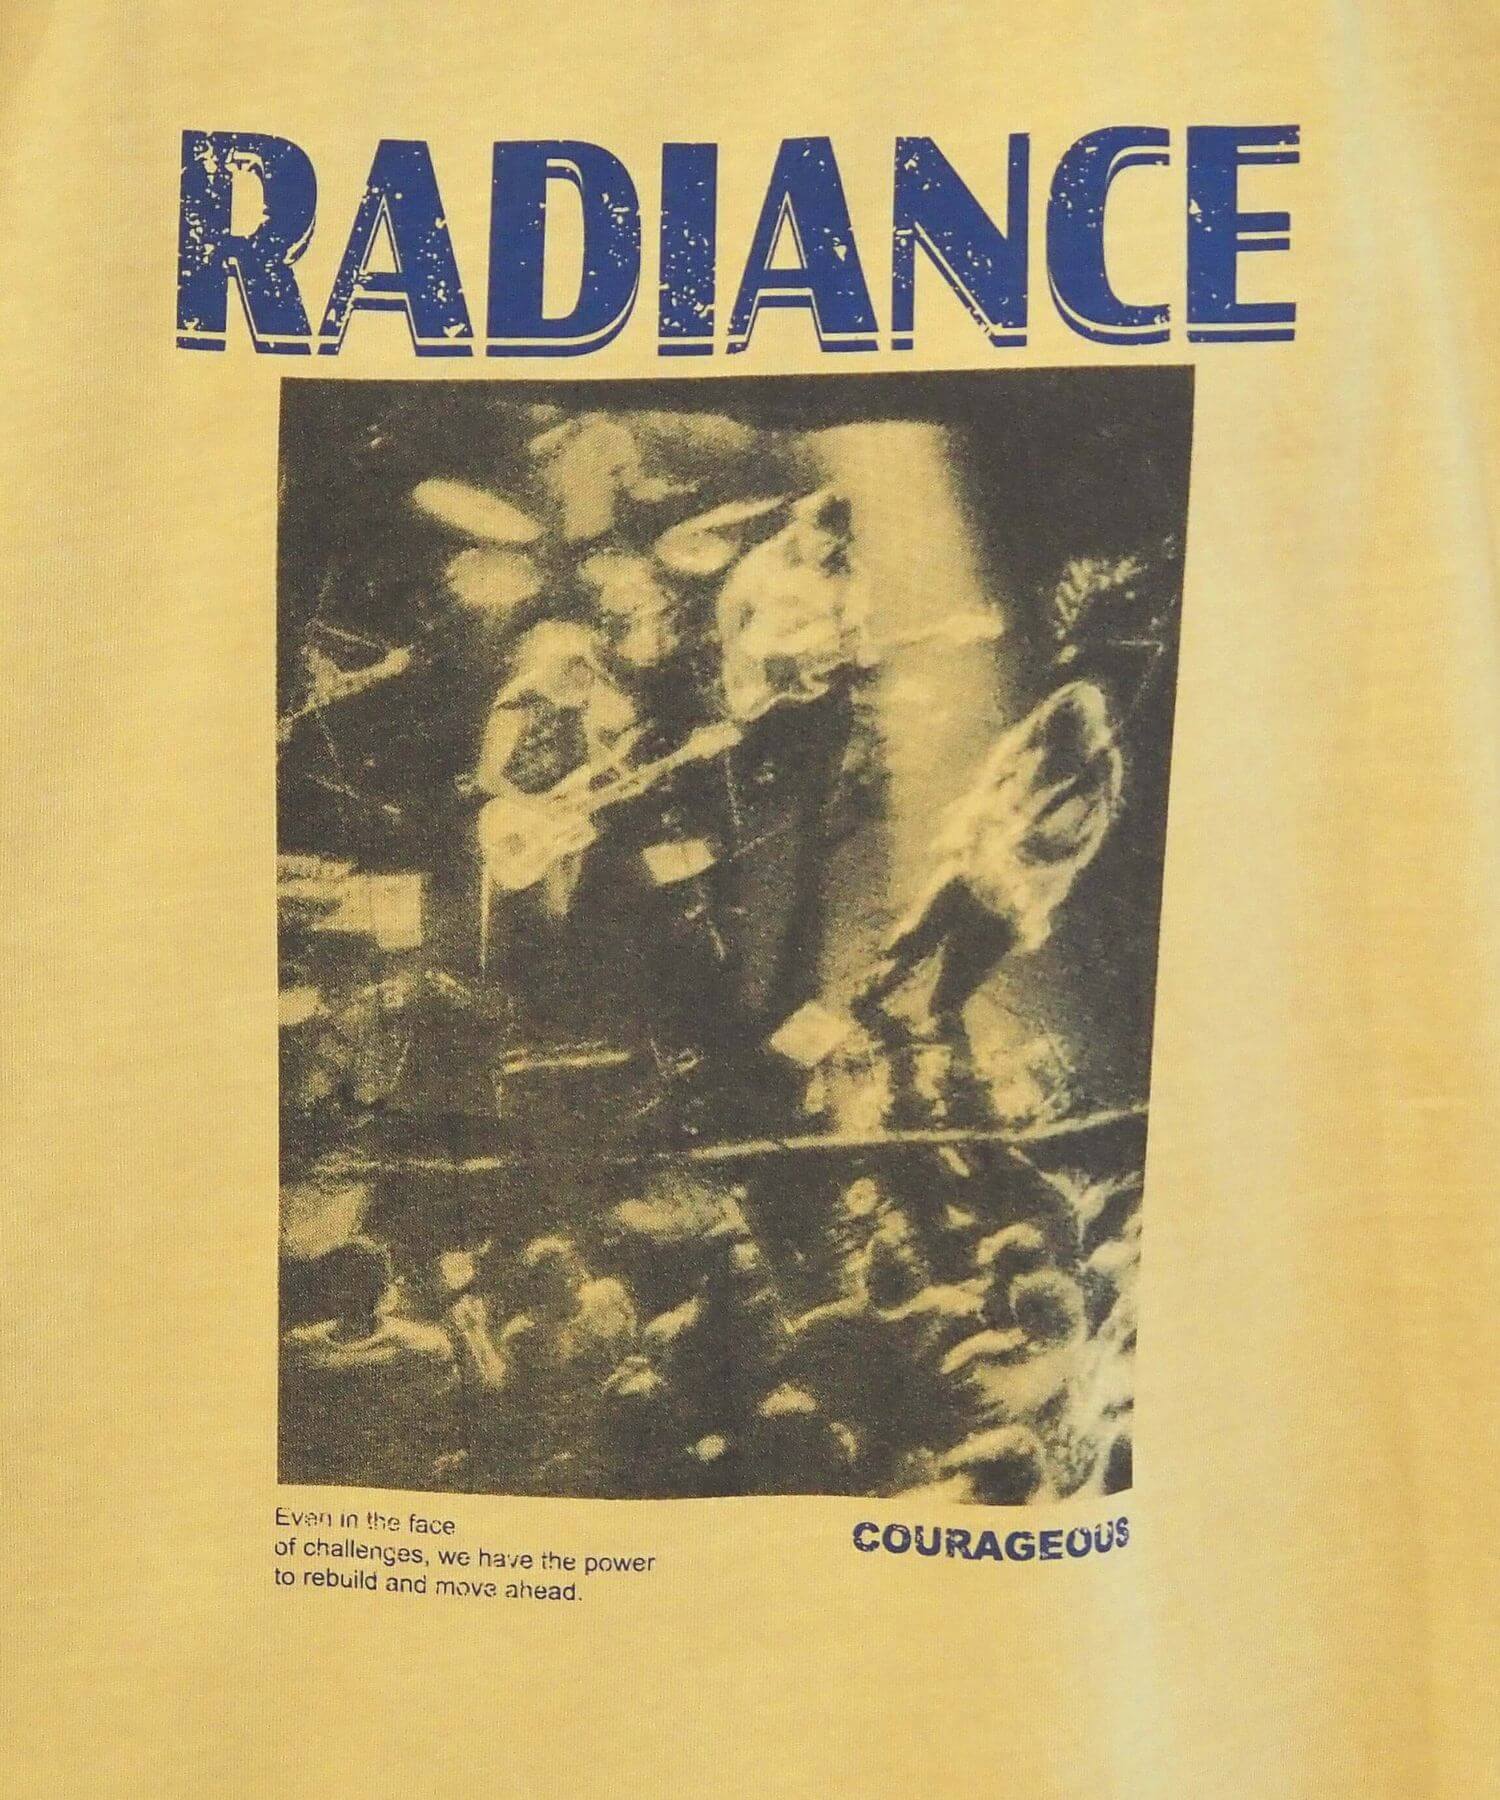 RADIANCE
Even in the face
of challenges, we have the power
to rebuild and move ahead.
COURAGEOUS